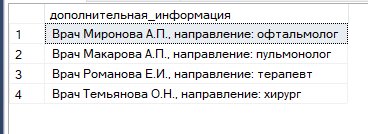 дополнительная_информация
1 Врач Миронова А.П., направление: офтальмолог
2 Врач Макарова А.П., направление: пульмонолог
3 Врач Романова Е.И., направление: терапевт
4 Врач Темьянова О.Н., направление: хирург